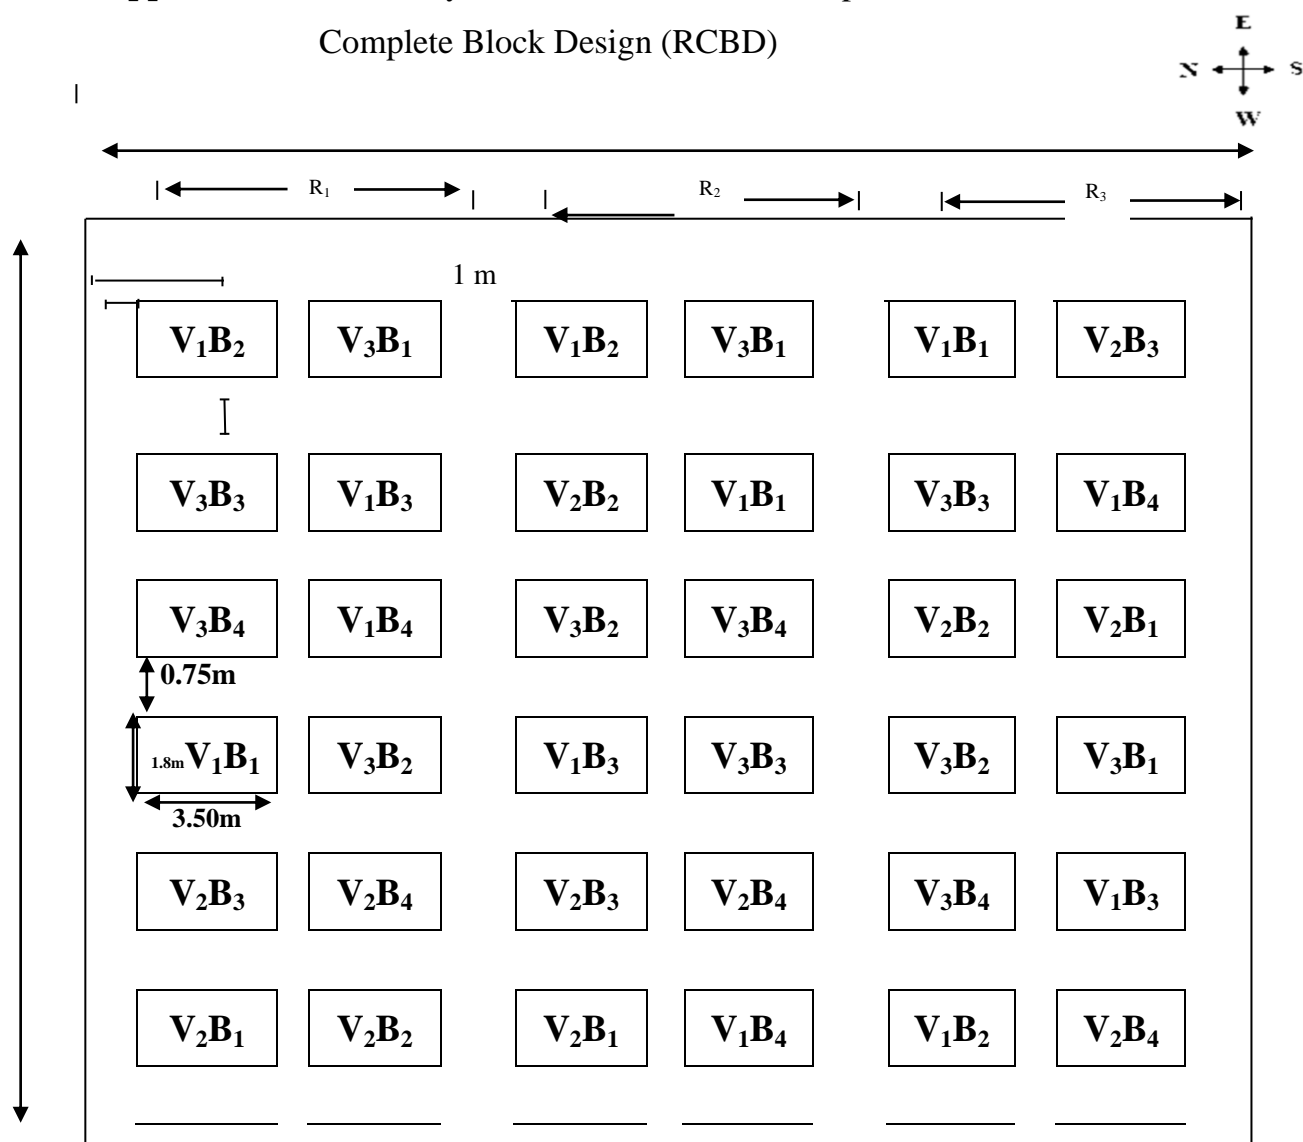 Complete Block Design (RCBD)
E
N S
W
R₁ R₂ R₃
1 m
V₁B₂ V₃B₁ V₁B₂ V₃B₁ V₁B₁ V₂B₃
V₃B₃ V₁B₃ V₂B₂ V₁B₁ V₃B₃ V₁B₄
V₃B₄ V₁B₄ V₃B₂ V₃B₄ V₂B₂ V₂B₁
0.75m
1.8m V₁B₁ V₃B₂ V₁B₃ V₃B₃ V₃B₂ V₃B₁
3.50m
V₂B₃ V₂B₄ V₂B₃ V₂B₄ V₃B₄ V₁B₃
V₂B₁ V₂B₂ V₂B₁ V₁B₄ V₁B₂ V₂B₄